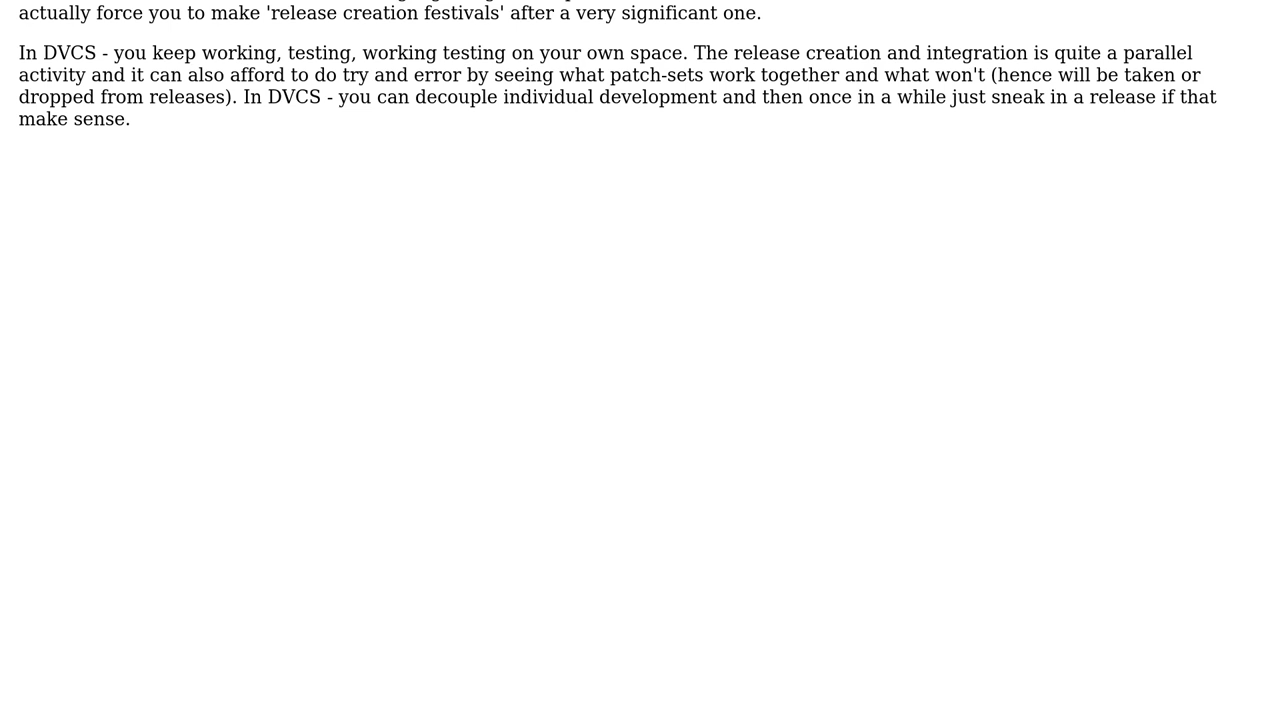 actually force you to make 'release creation festivals' after a very significant one.
In DVCS - you keep working, testing, working testing on your own space. The release creation and integration is quite a parallel
activity and it can also afford to do try and error by seeing what patch-sets work together and what won't (hence will be taken or
dropped from releases). In DVCS - you can decouple individual development and then once in a while just sneak in a release if that
make sense.